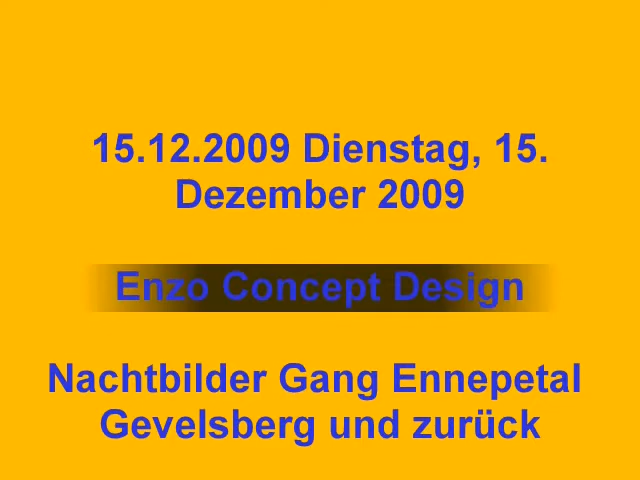 15.12.2009 Dienstag, 15.
Dezember 2009
Enzo Concept Design
Nachtbilder Gang Ennepetal
Gevelsberg und zurück